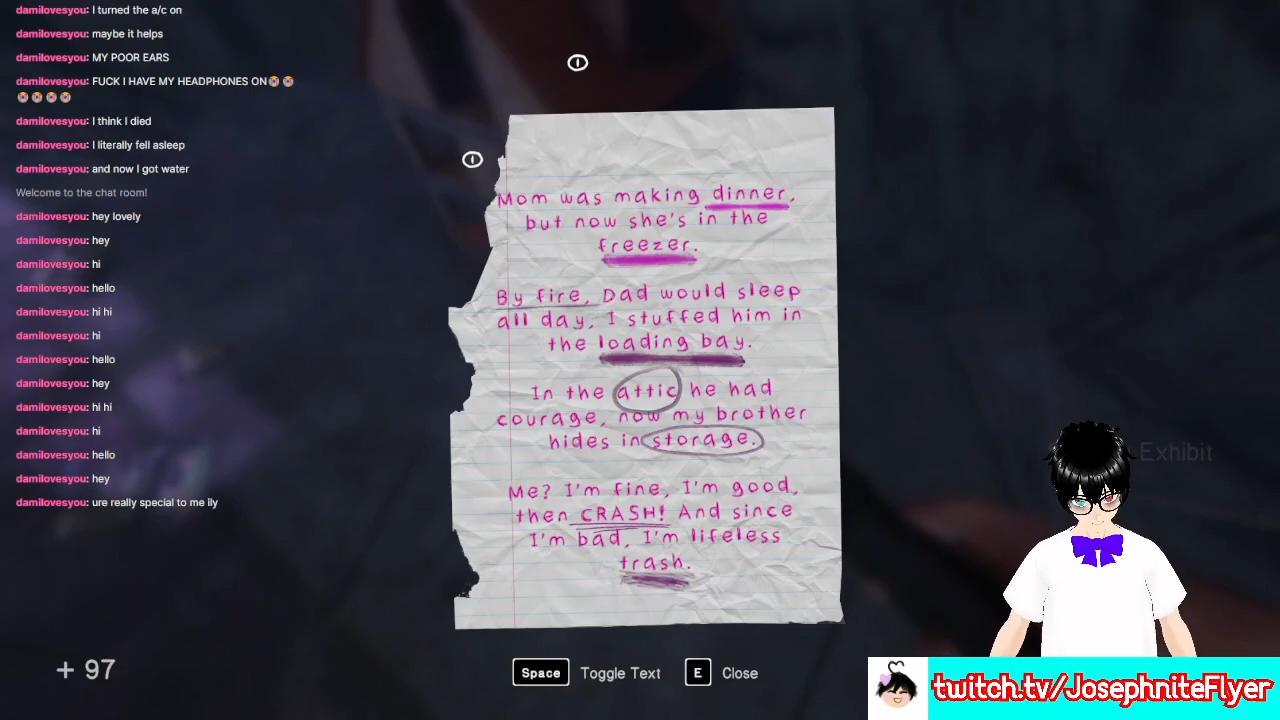 damilovesyou: I turned the a/c on
damilovesyou: maybe it helps
damilovesyou: MY POOR EARS
damilovesyou: FUCK I HAVE MY HEADPHONES ON😭 😭
😭 😭 😭 😭
damilovesyou: I think I died
damilovesyou: I literally fell asleep
damilovesyou: and now I got water
Welcome to the chat room!
damilovesyou: hey lovely
damilovesyou: hey
damilovesyou: hi
damilovesyou: hello
damilovesyou: hi hi
damilovesyou: hi
damilovesyou: hello
damilovesyou: hey
damilovesyou: hi hi
damilovesyou: hi
damilovesyou: hello
damilovesyou: hey
damilovesyou: ure really special to me ily
Mom was making dinner,
but now she's in the
freezer.
By fire, Dad would sleep
all day, I stuffed him in
the loading bay.
In the attic he had
courage, now my brother
hides in storage.
Me? I'm fine, I'm good,
then CRASH! And since
I'm bad, I'm lifeless
trash.
Exhibit
+ 97
Space Toggle Text E Close
twitch.tv/JosephniteFlyer